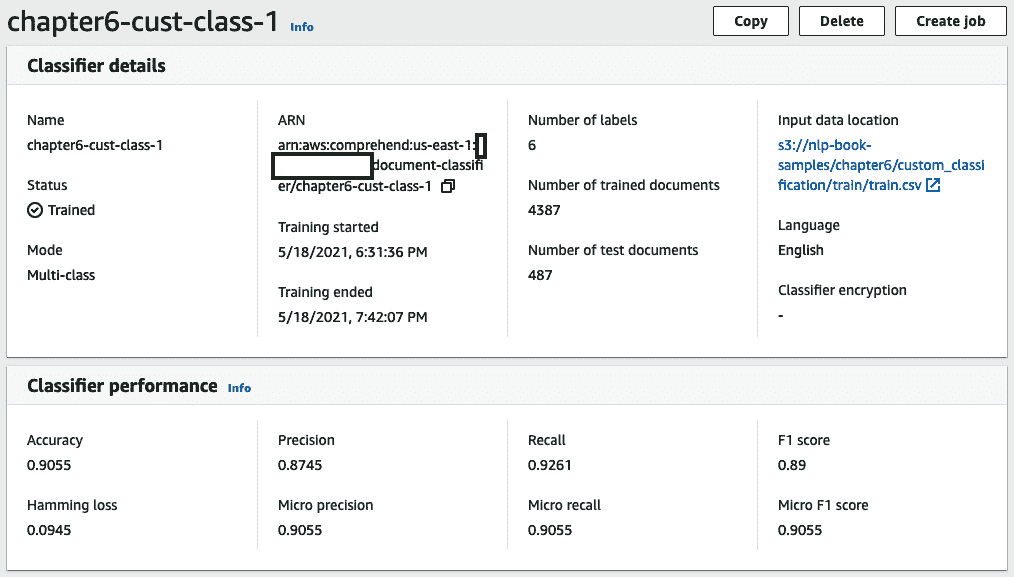 chapter6-cust-class-1 Info
Copy
Delete
Create job
Classifier details
Name
chapter6-cust-class-1
Status
Trained
Mode
Multi-class
ARN
arn:aws:comprehend:us-east-1:
document-classifi
er/chapter6-cust-class-1
Training started
5/18/2021, 6:31:36 PM
Training ended
5/18/2021, 7:42:07 PM
Number of labels
6
Number of trained documents
4387
Number of test documents
487
Input data location
s3://nlp-book-
samples/chapter6/custom_classi
fication/train/train.csv
Language
English
Classifier encryption
-
Classifier performance Info
Accuracy
0.9055
Hamming loss
0.0945
Precision
0.8745
Micro precision
0.9055
Recall
0.9261
Micro recall
0.9055
F1 score
0.89
Micro F1 score
0.9055